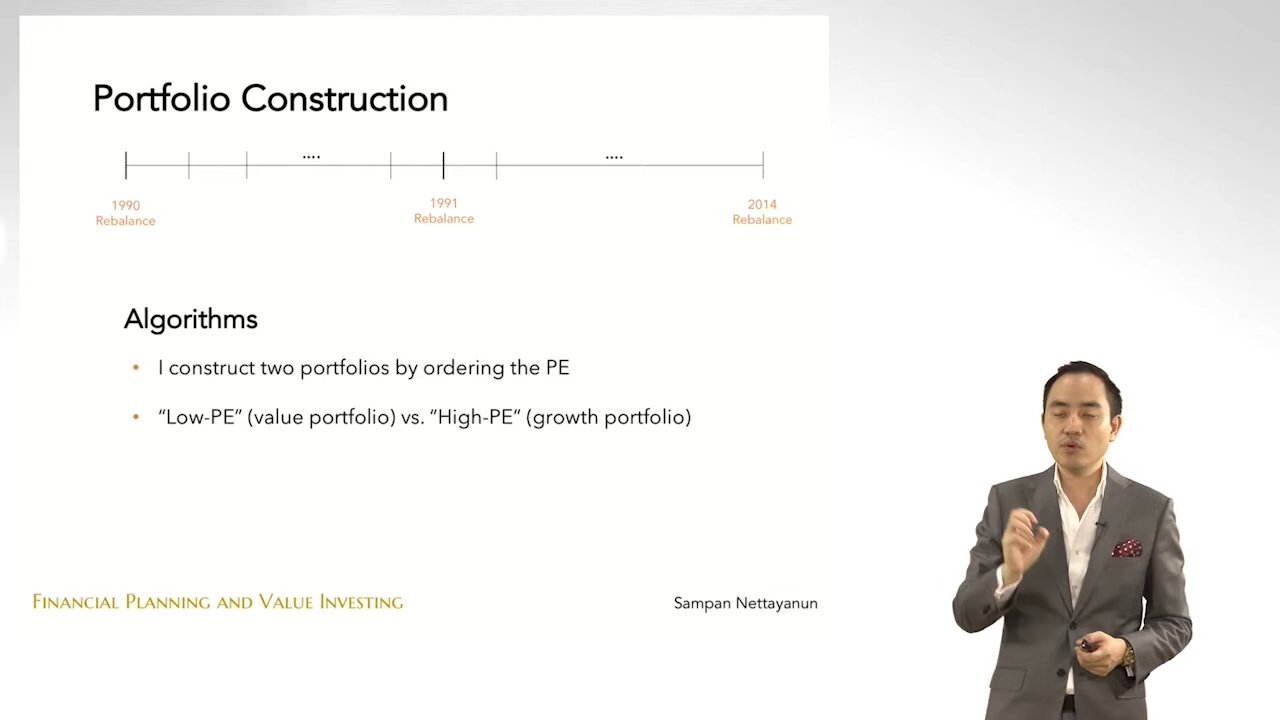 Portfolio Construction
.... ....
1990 1991 2014
Rebalance Rebalance Rebalance
Algorithms
• I construct two portfolios by ordering the PE
• “Low-PE” (value portfolio) vs. “High-PE” (growth portfolio)
Financial Planning and Value Investing
Sampan Nettayanun